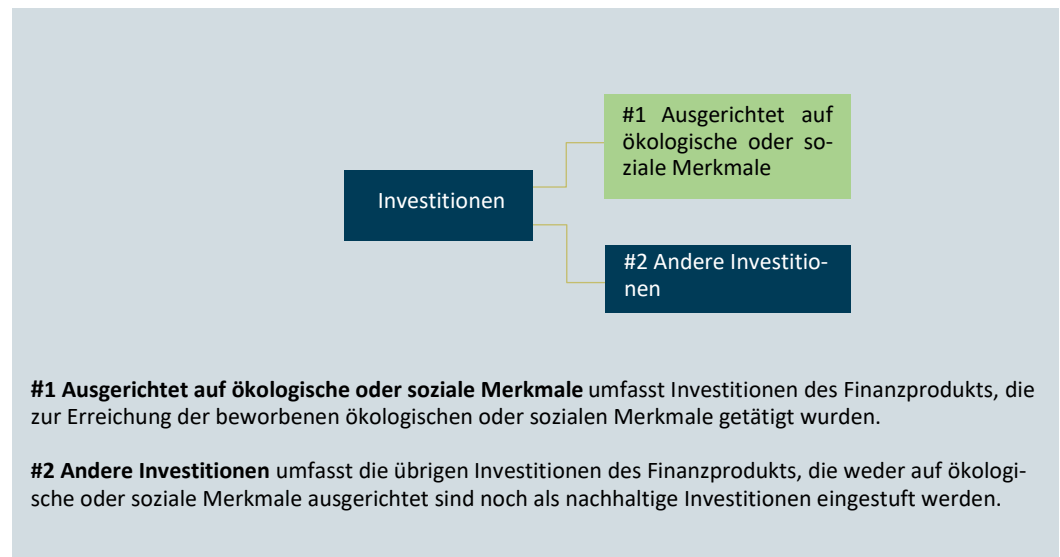 #1 Ausgerichtet auf
ökologische oder so-
ziale Merkmale
Investitionen
#2 Andere Investitio-
nen
#1 Ausgerichtet auf ökologische oder soziale Merkmale umfasst Investitionen des Finanzprodukts, die
zur Erreichung der beworbenen ökologischen oder sozialen Merkmale getätigt wurden.
#2 Andere Investitionen umfasst die übrigen Investitionen des Finanzprodukts, die weder auf ökologi-
sche oder soziale Merkmale ausgerichtet sind noch als nachhaltige Investitionen eingestuft werden.